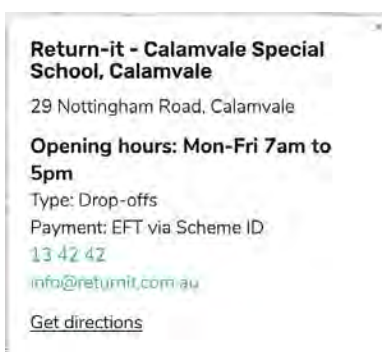 Return-it - Calamvale Special
School, Calamvale
29 Nottingham Road, Calamvale
Opening hours: Mon-Fri 7am to
5pm
Type: Drop-offs
Payment: EFT via Scheme ID
13 42 42
info@returnit.com.au
Get directions